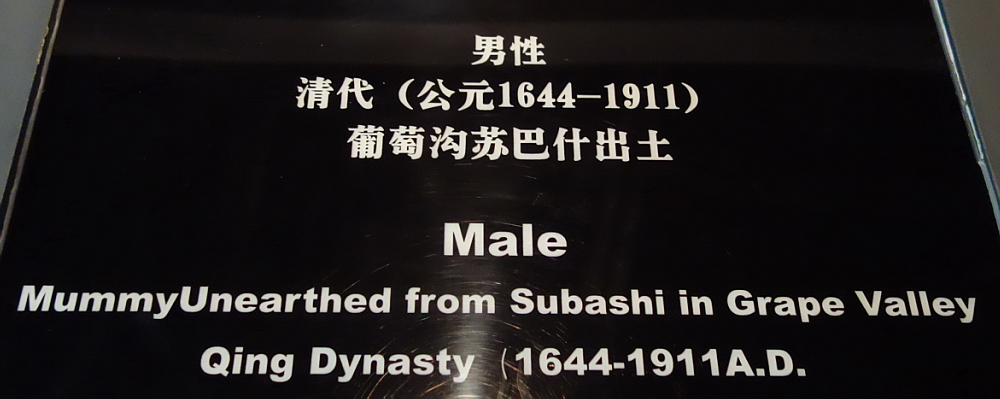 男性
清代（公元1644-1911）
葡萄沟苏巴什出土
Male
MummyUnearthed from Subashi in Grape Valley
Qing Dynasty（1644-1911A.D.